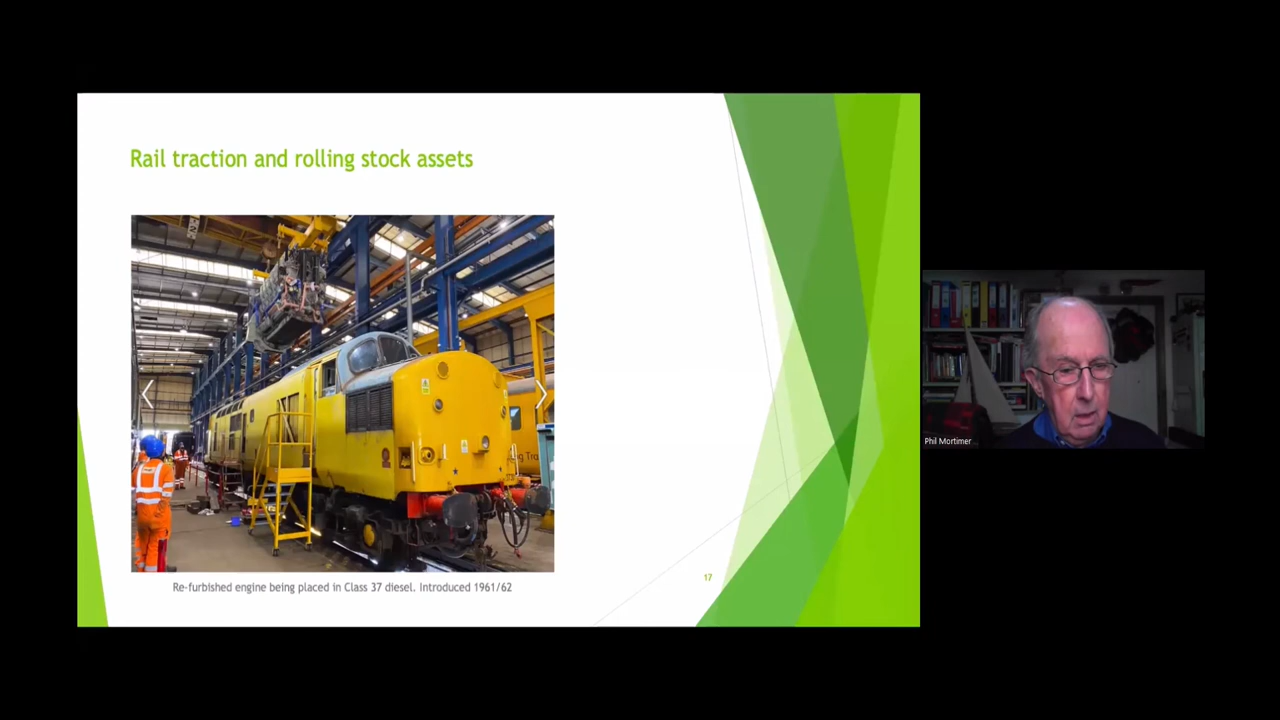 Rail traction and rolling stock assets
Re-furbished engine being placed in Class 37 diesel. Introduced 1961/62
17
Phil Mortimer